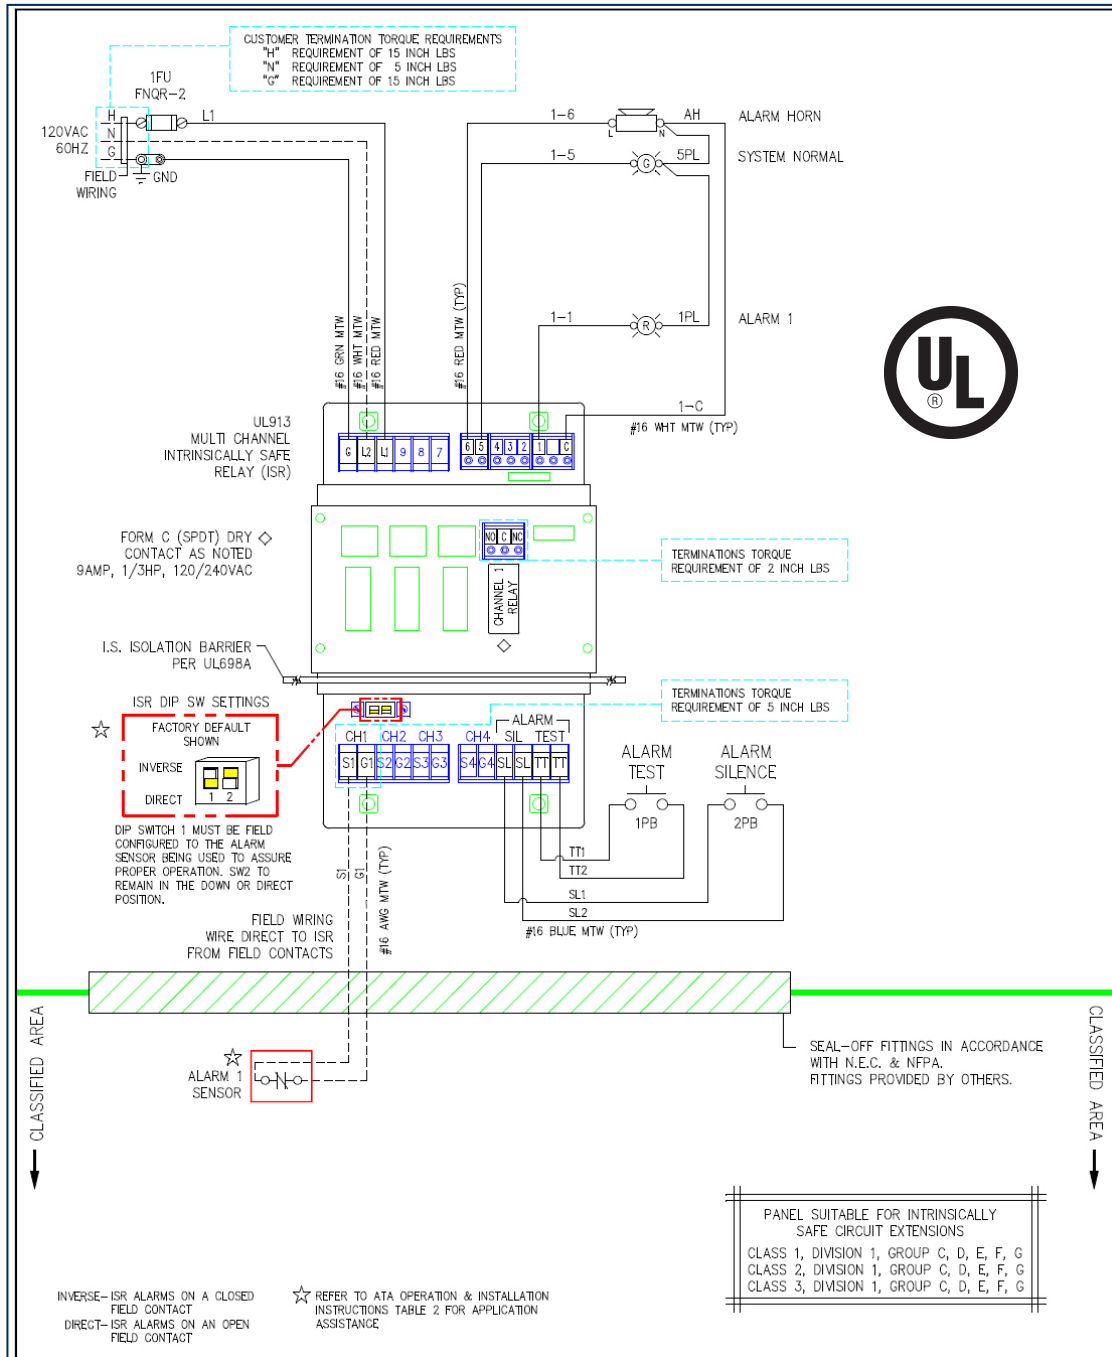 CUSTOMER TERMINATION TORQUE REQUIREMENTS
"H" REQUIREMENT OF 15 INCH LBS
"N" REQUIREMENT OF 5 INCH LBS
"G" REQUIREMENT OF 15 INCH LBS
1FU
FNQR-2
H
L1
120VAC
60HZ
N
G
FIELD
WIRING
GND
1-6
L
N
AH
ALARM HORN
1-5
G
5PL
SYSTEM NORMAL
1-1
R
1PL
ALARM 1
#16 GRN MTW
#16 WHT MTW
#16 RED MTW
#16 RED MTW (TYP)
1-C
#16 WHT MTW (TYP)
UL
®
UL913
MULTI CHANNEL
INTRINSICALLY SAFE
RELAY (ISR)
G L2 L1 9 8 7
6 5 4 3 2 1 C
FORM C (SPDT) DRY
CONTACT AS NOTED
9AMP, 1/3HP, 120/240VAC
NO C NC
CHANNEL 1
RELAY
TERMINATIONS TORQUE
REQUIREMENT OF 2 INCH LBS
I.S. ISOLATION BARRIER
PER UL698A
ISR DIP SW SETTINGS
FACTORY DEFAULT
SHOWN
INVERSE
DIRECT
1 2
DIP SWITCH 1 MUST BE FIELD
CONFIGURED TO THE ALARM
SENSOR BEING USED TO ASSURE
PROPER OPERATION. SW2 TO
REMAIN IN THE DOWN OR DIRECT
POSITION.
TERMINATIONS TORQUE
REQUIREMENT OF 5 INCH LBS
ALARM
CH1 CH2 CH3 CH4 SIL TEST
S1 G1 S2 G2 S3 G3 S4 G4 SL SL TT TT
ALARM
TEST
1PB
ALARM
SILENCE
2PB
TT1
TT2
SL1
SL2
#16 BLUE MTW (TYP)
S1
G1
#16 AWG MTW (TYP)
FIELD WIRING
WIRE DIRECT TO ISR
FROM FIELD CONTACTS
CLASSIFIED AREA
CLASSIFIED AREA
SEAL-OFF FITTINGS IN ACCORDANCE
WITH N.E.C. & NFPA.
FITTINGS PROVIDED BY OTHERS.
ALARM 1
SENSOR
PANEL SUITABLE FOR INTRINSICALLY
SAFE CIRCUIT EXTENSIONS
CLASS 1, DIVISION 1, GROUP C, D, E, F, G
CLASS 2, DIVISION 1, GROUP C, D, E, F, G
CLASS 3, DIVISION 1, GROUP C, D, E, F, G
INVERSE- ISR ALARMS ON A CLOSED
FIELD CONTACT
DIRECT- ISR ALARMS ON AN OPEN
FIELD CONTACT
REFER TO ATA OPERATION & INSTALLATION
INSTRUCTIONS TABLE 2 FOR APPLICATION
ASSISTANCE